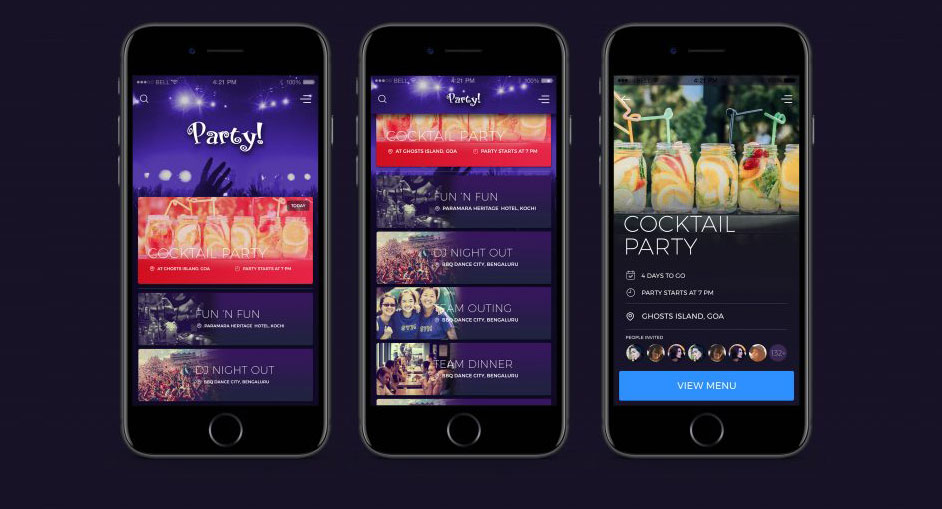 BELL
4:21 PM
100%
Party!
TODAY
COCKTAIL PARTY
AT GHOSTS ISLAND, GOA
PARTY STARTS AT 7 PM
FUN 'N FUN
PARAMARA HERITAGE HOTEL, KOCHI
DJ NIGHT OUT
BBQ DANCE CITY, BENGALURU
BELL
4:21 PM
100%
Party!
COCKTAIL PARTY
AT GHOSTS ISLAND, GOA
PARTY STARTS AT 7 PM
FUN 'N FUN
PARAMARA HERITAGE HOTEL, KOCHI
DJ NIGHT OUT
BBQ DANCE CITY, BENGALURU
TEAM OUTING
BBQ DANCE CITY, BENGALURU
TEAM DINNER
BBQ DANCE CITY, BENGALURU
BELL
4:21 PM
100%
COCKTAIL
PARTY
4 DAYS TO GO
PARTY STARTS AT 7 PM
GHOSTS ISLAND, GOA
PEOPLE INVITED
132+
VIEW MENU